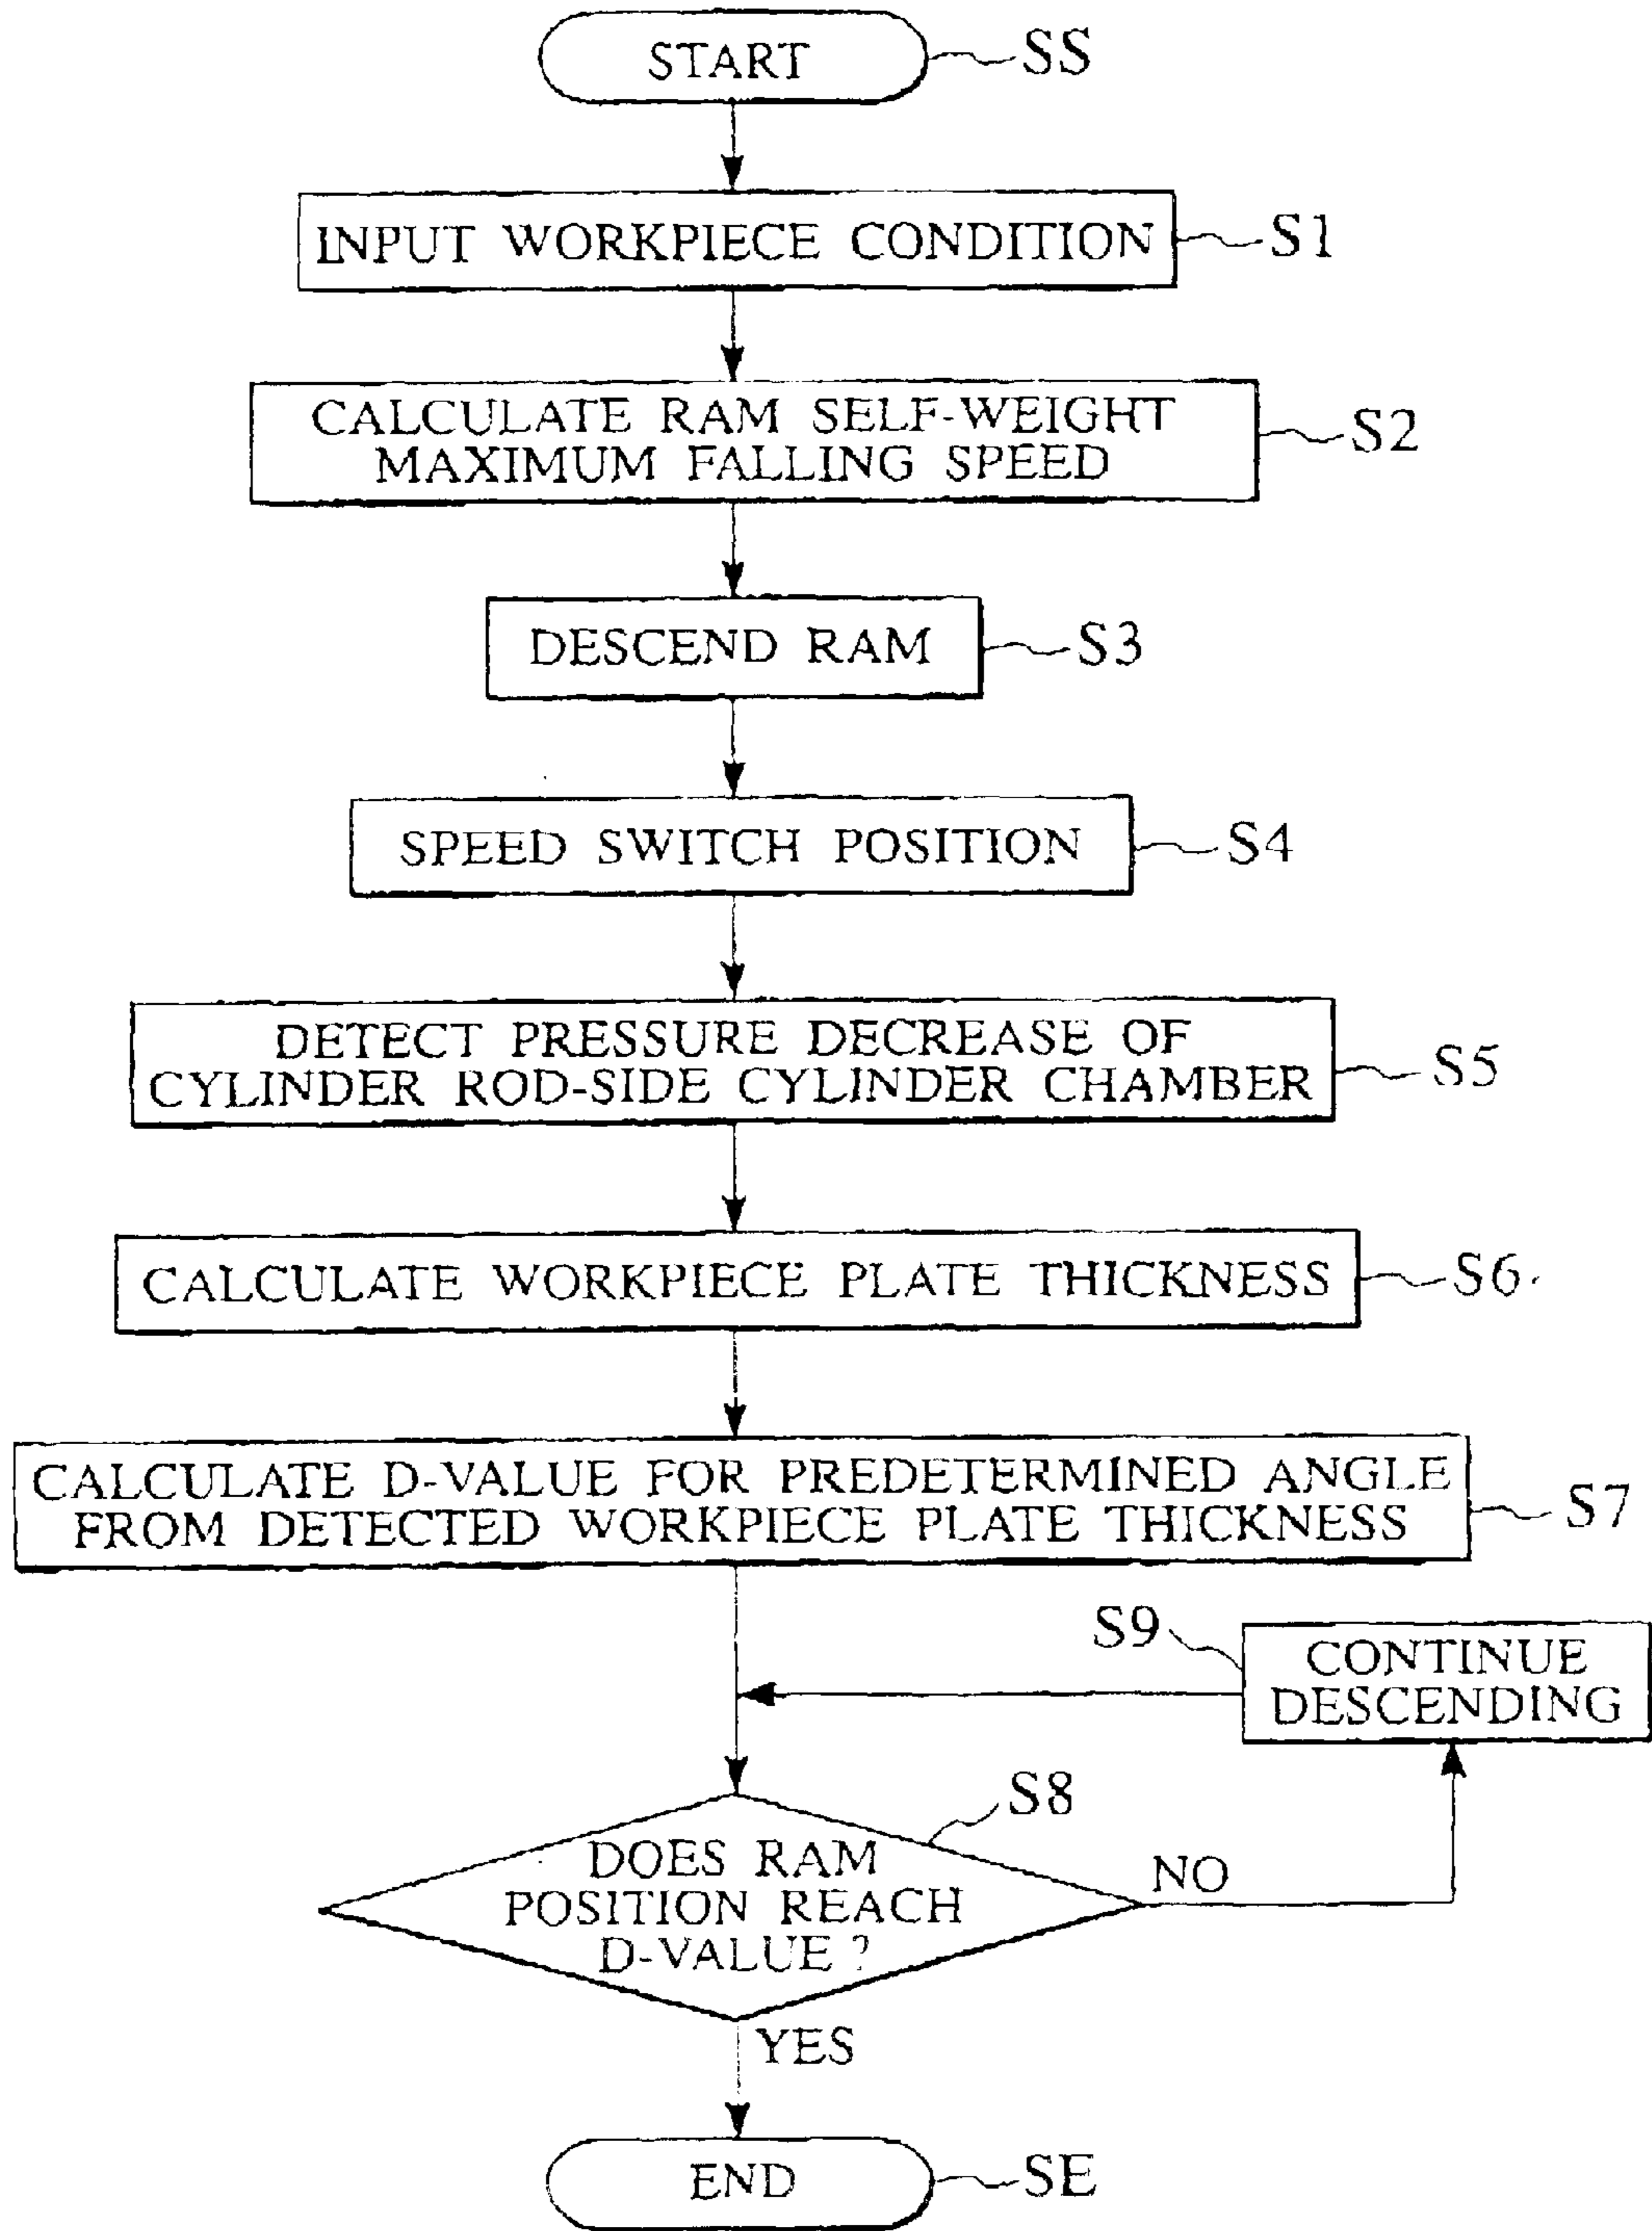 START
SS
INPUT WORKPIECE CONDITION
S1
CALCULATE RAM SELF-WEIGHT
MAXIMUM FALLING SPEED
S2
DESCEND RAM
S3
SPEED SWITCH POSITION
S4
DETECT PRESSURE DECREASE OF
CYLINDER ROD-SIDE CYLINDER CHAMBER
S5
CALCULATE WORKPIECE PLATE THICKNESS
S6
CALCULATE D-VALUE FOR PREDETERMINED ANGLE
FROM DETECTED WORKPIECE PLATE THICKNESS
S7
S9
CONTINUE
DESCENDING
S8
DOES RAM
POSITION REACH
D-VALUE?
NO
YES
END
SE